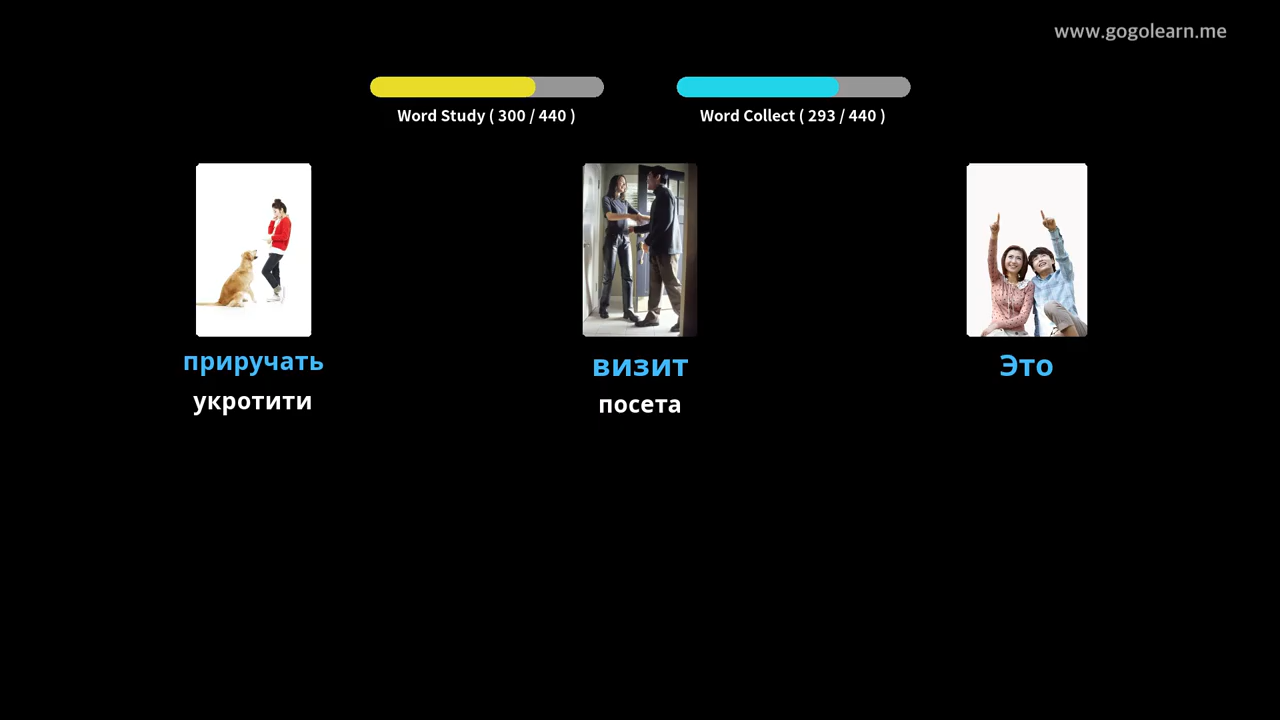 www.gogolearn.me
Word Study ( 300 / 440 )
Word Collect ( 293 / 440 )
приручать
укротити
визит
посета
Это